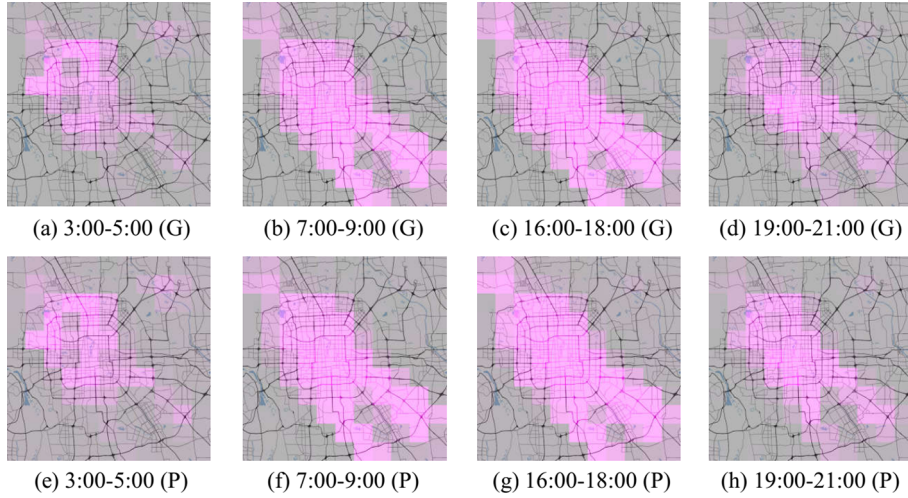 (a) 3:00-5:00 (G)
(b) 7:00-9:00 (G)
(c) 16:00-18:00 (G)
(d) 19:00-21:00 (G)
(e) 3:00-5:00 (P)
(f) 7:00-9:00 (P)
(g) 16:00-18:00 (P)
(h) 19:00-21:00 (P)